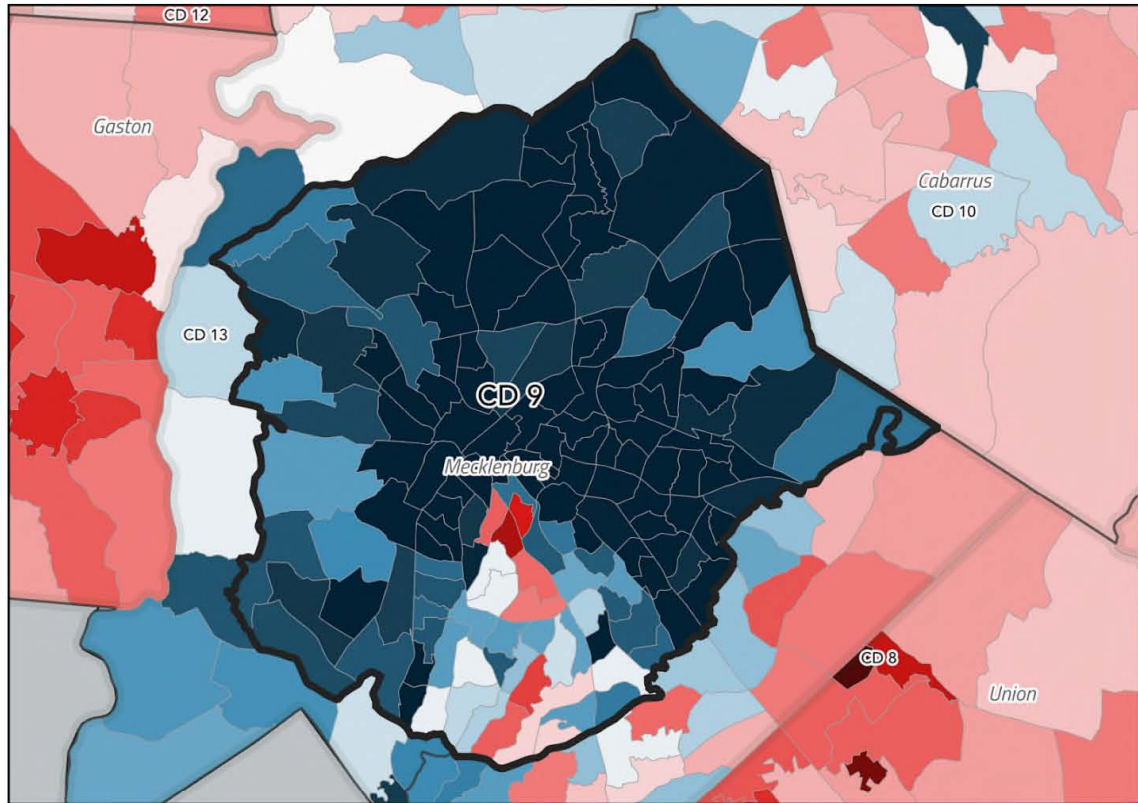 CD 12
Gaston
Cabarrus
CD 10
CD 13
CD 9
Mecklenburg
CD 8
Union